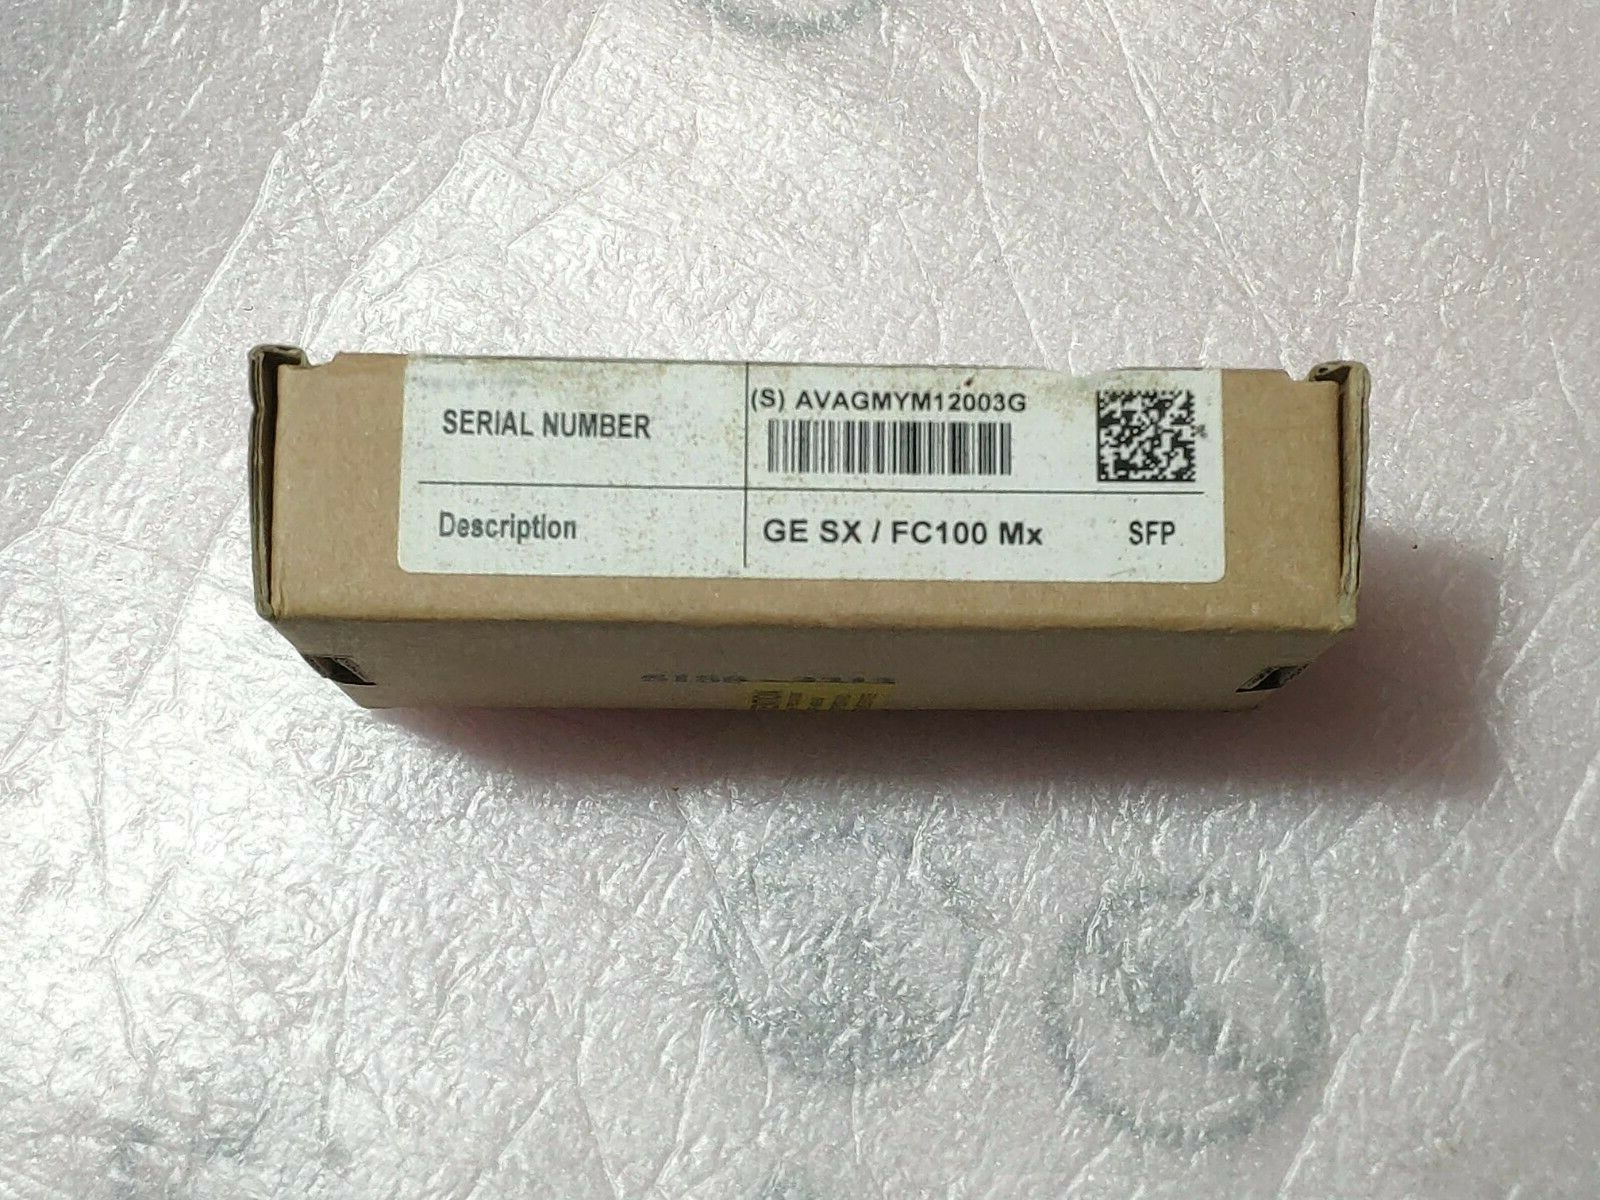 SERIAL NUMBER
(S) AVAGMYM12003G
Description
GE SX / FC100 Mx
SFP